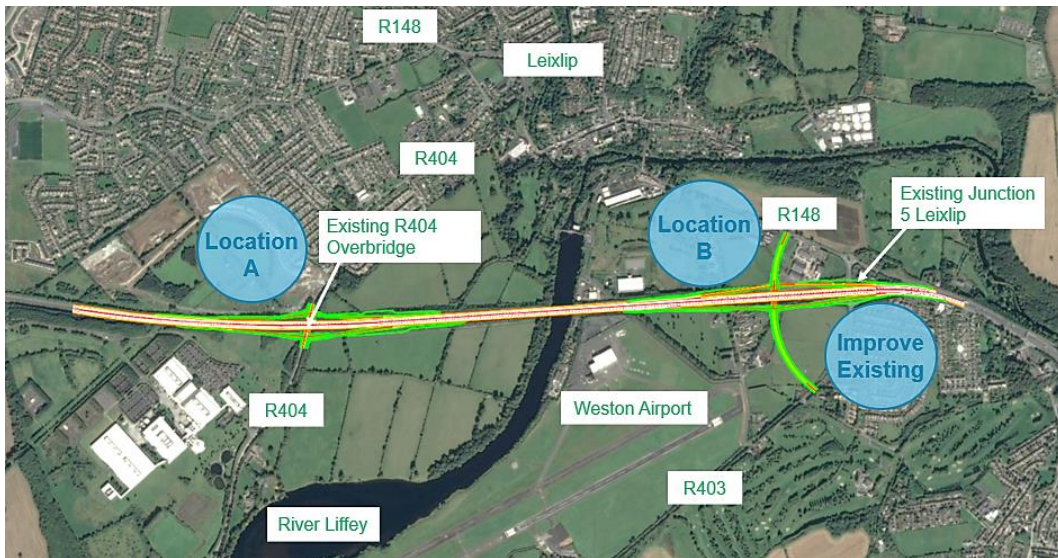 R148
Leixlip
R404
Existing Junction
5 Leixlip
Location
A
Existing R404
Overbridge
Location
B
R148
Improve
Existing
R404
Weston Airport
R403
River Liffey